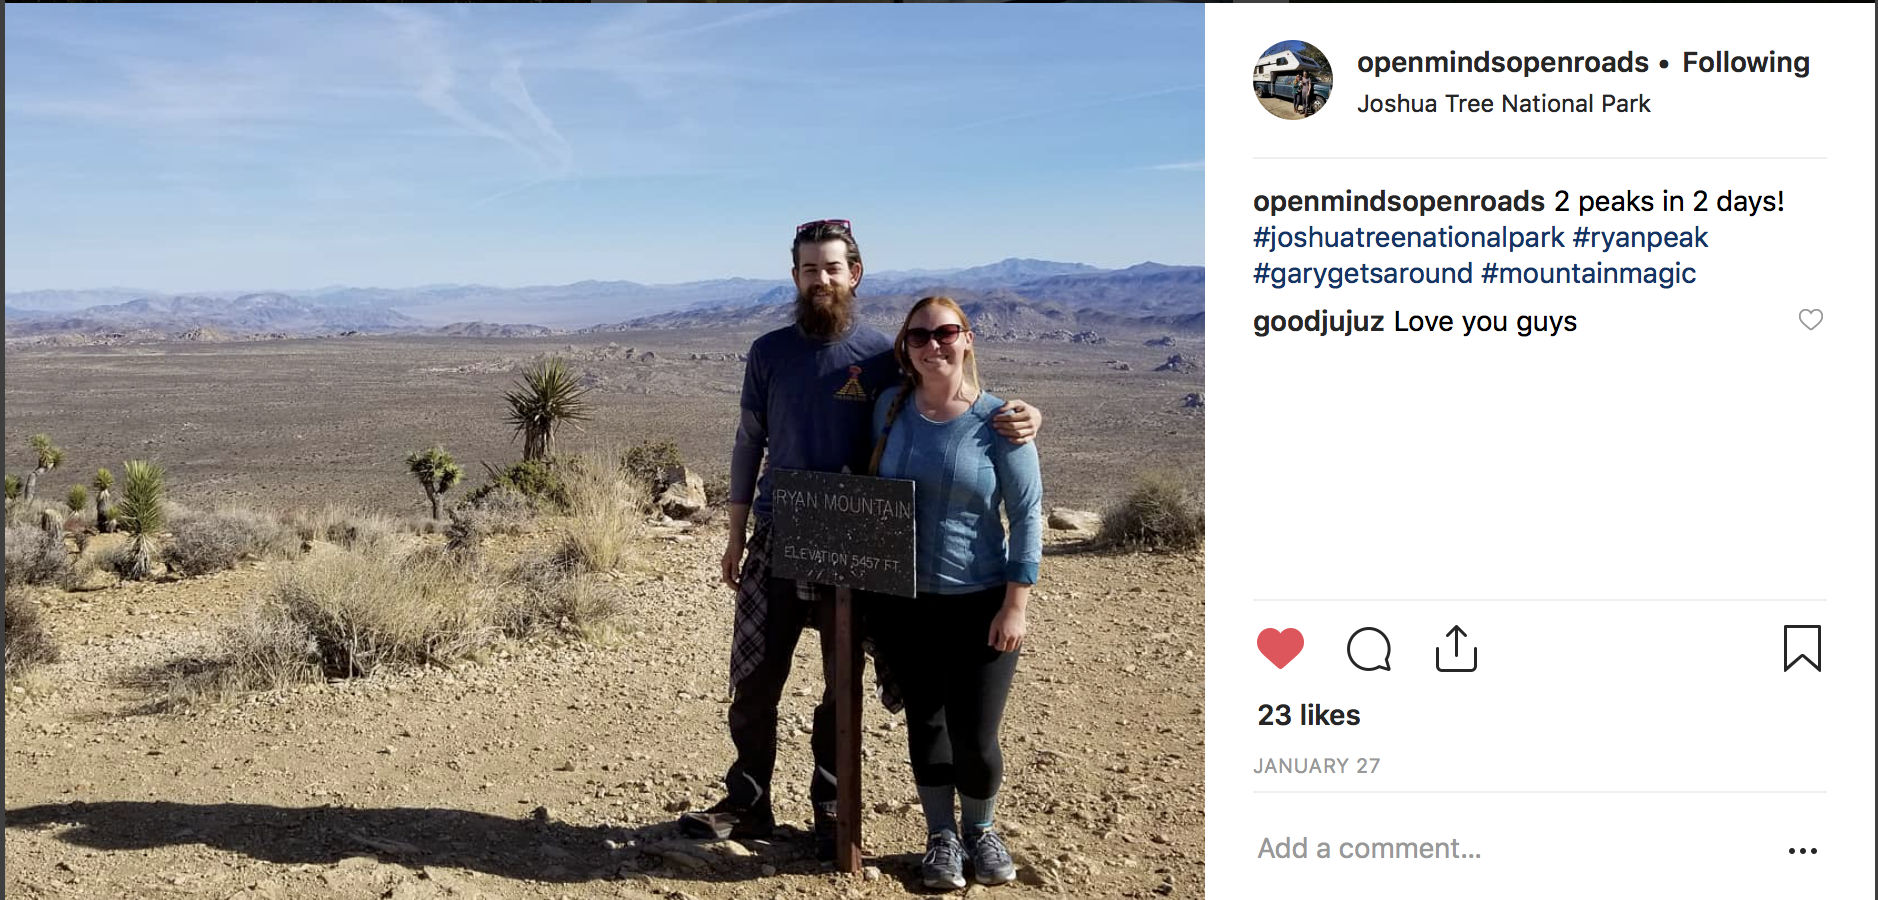 RYAN MOUNTAIN
ELEVATION 5457 FT.
openmindsopenroads • Following
Joshua Tree National Park
openmindsopenroads 2 peaks in 2 days!
#joshuatreenationalpark #ryanpeak
#garygetsaround #mountainmagic
goodjujuz Love you guys
23 likes
JANUARY 27
Add a comment...